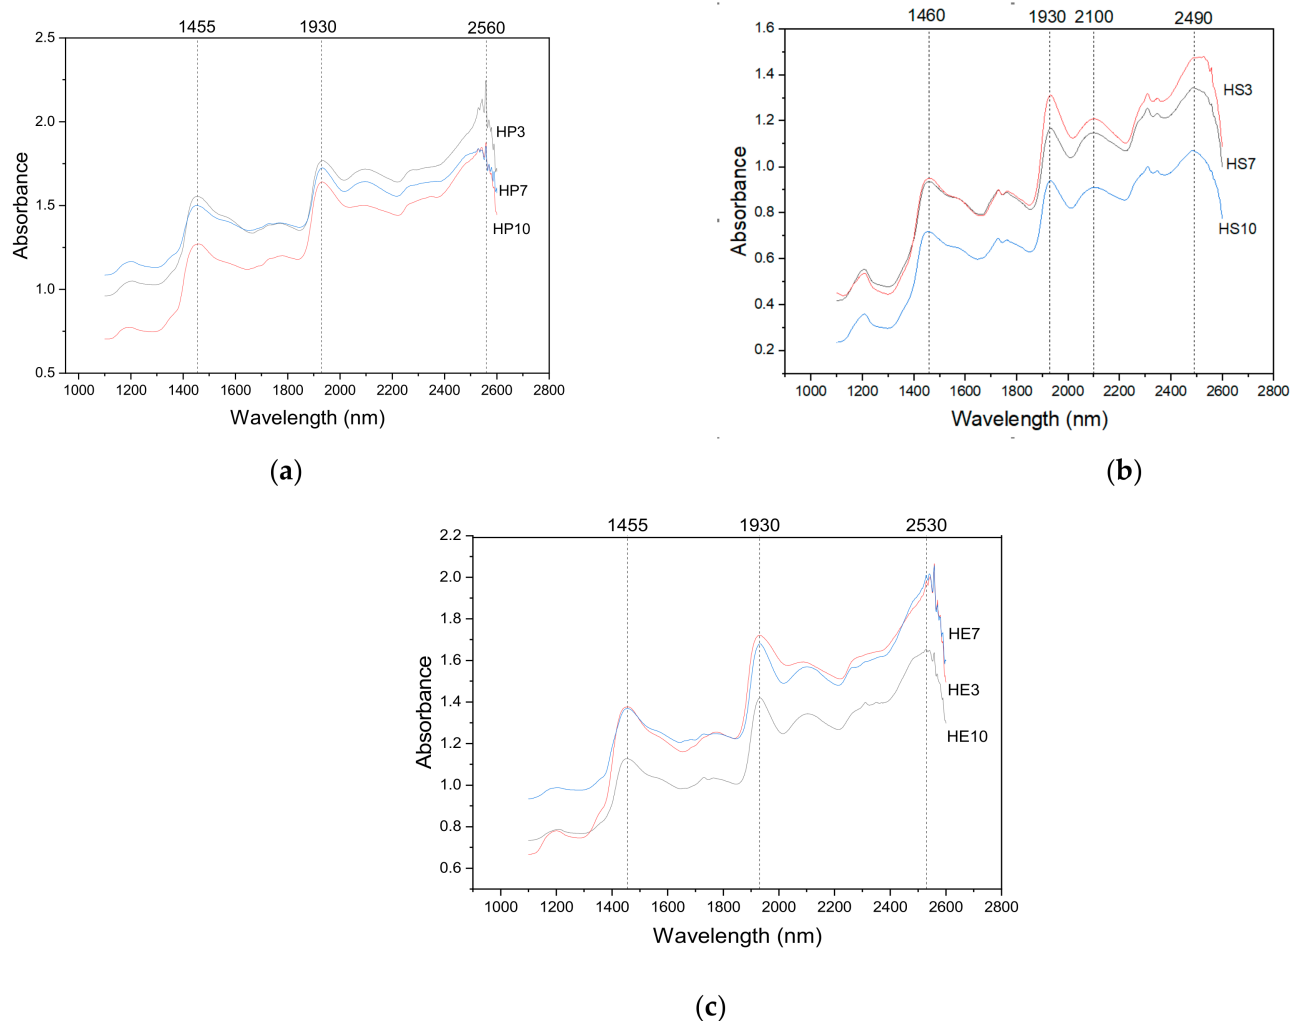 1455 1930 2560
2.5
2.0
1.5
1.0
0.5
Absorbance
HP3
HP7
HP10
1000 1200 1400 1600 1800 2000 2200 2400 2600 2800
Wavelength (nm)
(a)
1460 1930 2100 2490
1.6
1.4
1.2
1.0
0.8
0.6
0.4
0.2
Absorbance
HS3
HS7
HS10
1000 1200 1400 1600 1800 2000 2200 2400 2600 2800
Wavelength (nm)
(b)
1455 1930 2530
2.2
2.0
1.8
1.6
1.4
1.2
1.0
0.8
0.6
Absorbance
HE7
HE3
HE10
1000 1200 1400 1600 1800 2000 2200 2400 2600 2800
Wavelength (nm)
(c)